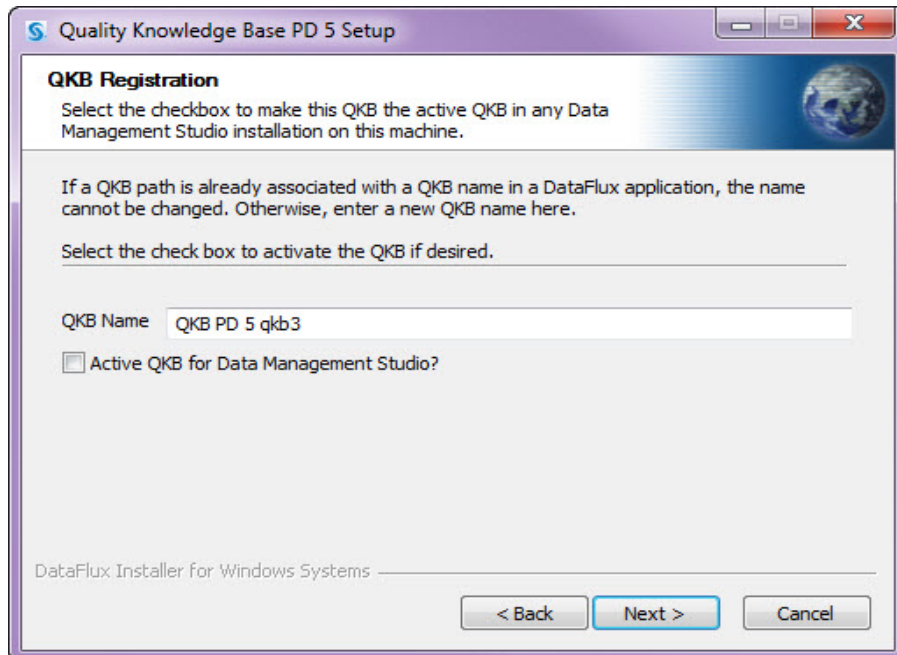 Quality Knowledge Base PD 5 Setup
QKB Registration
Select the checkbox to make this QKB the active QKB in any Data
Management Studio installation on this machine.
If a QKB path is already associated with a QKB name in a DataFlux application, the name
cannot be changed. Otherwise, enter a new QKB name here.
Select the check box to activate the QKB if desired.
QKB Name QKB PD 5 qkb3
Active QKB for Data Management Studio?
DataFlux Installer for Windows Systems
< Back Next > Cancel